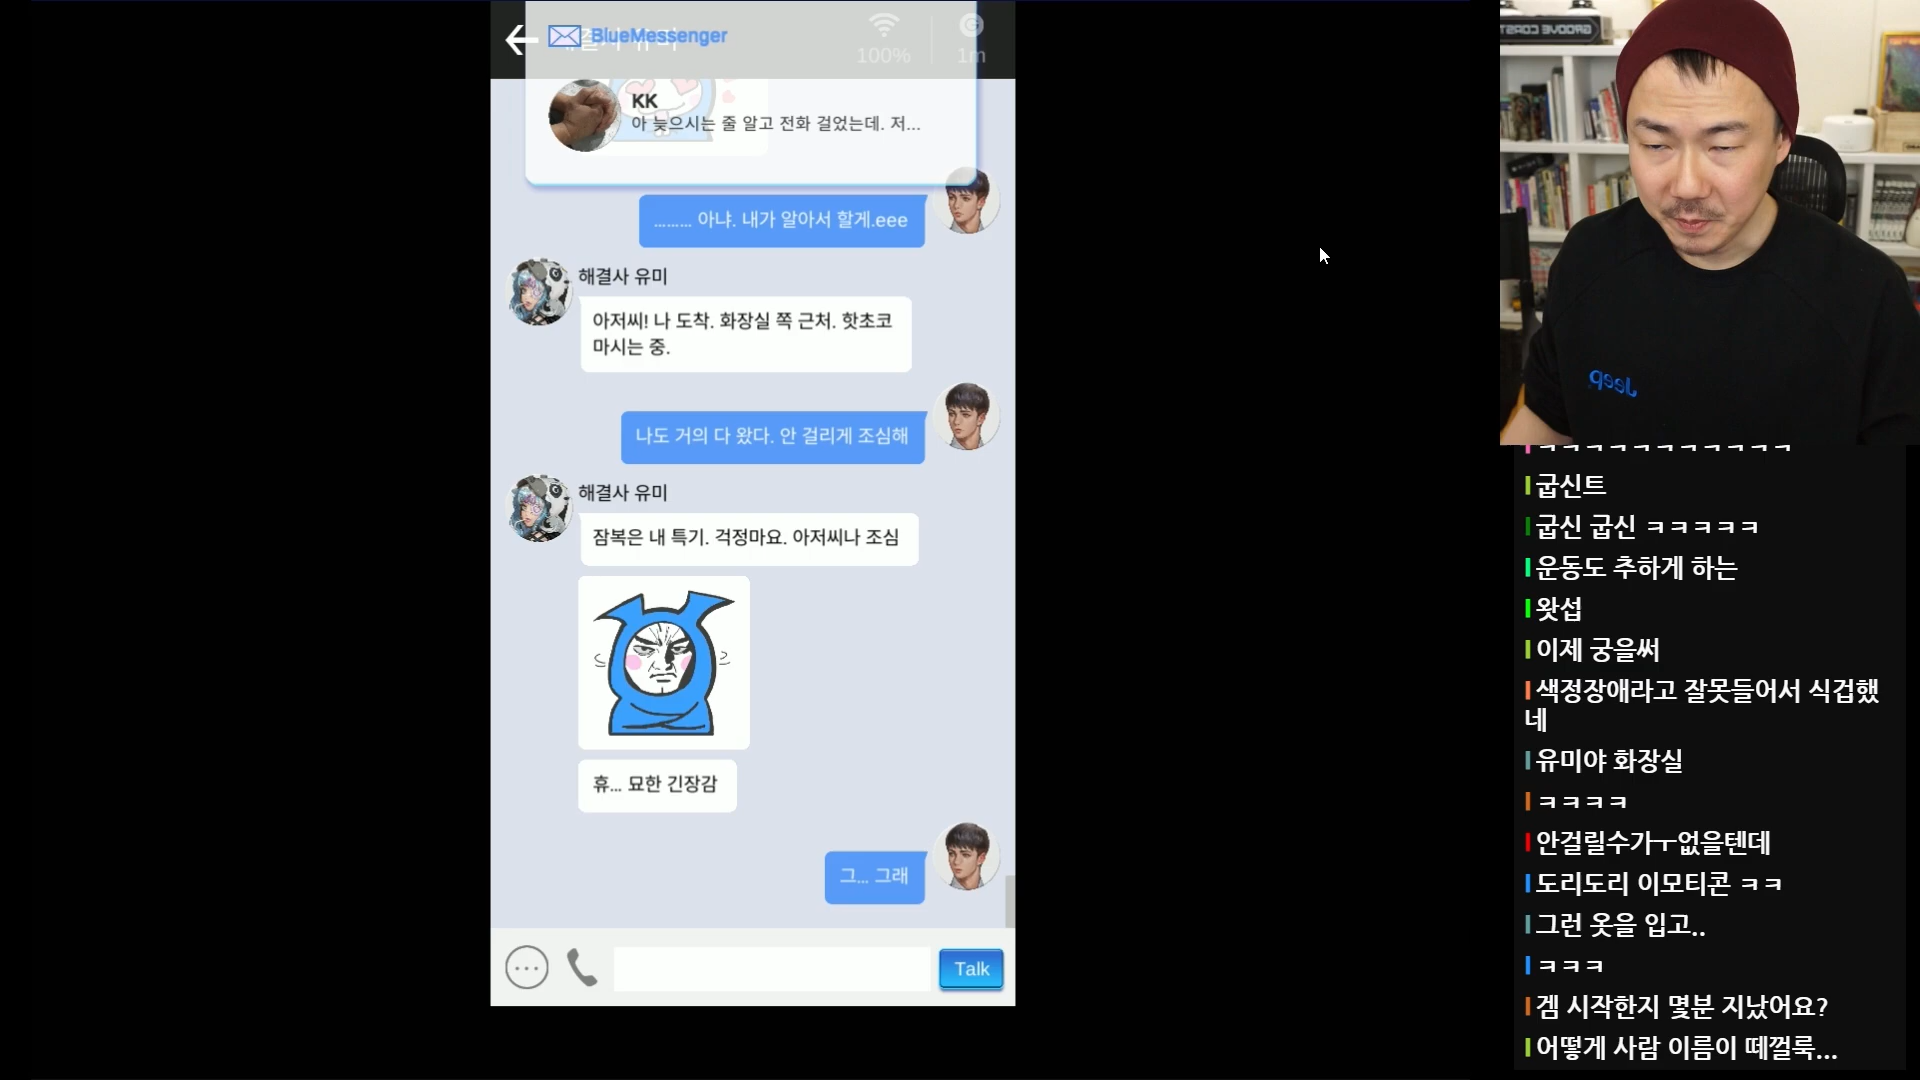 BlueMessenger
100%
1m
KK
아 늦으시는 줄 알고 전화 걸었는데. 저...
......... 아냐. 내가 알아서 할게.eee
해결사 유미
아저씨! 나 도착. 화장실 쪽 근처. 핫초코
마시는 중.
나도 거의 다 왔다. 안 걸리게 조심해
해결사 유미
잠복은 내 특기. 걱정마요. 아저씨나 조심
휴... 묘한 긴장감
그... 그래
Talk
Jeep
굽신트
굽신 굽신 ㅋㅋㅋㅋㅋ
운동도 추하게 하는
왓섭
이제 궁을써
색정장애라고 잘못들어서 식겁했
네
유미야 화장실
ㅋㅋㅋㅋ
안걸릴수가ㅜ없을텐데
도리도리 이모티콘 ㅋㅋ
그런 옷을 입고..
ㅋㅋㅋ
겜 시작한지 몇분 지났어요?
어떻게 사람 이름이 떼껄룩...